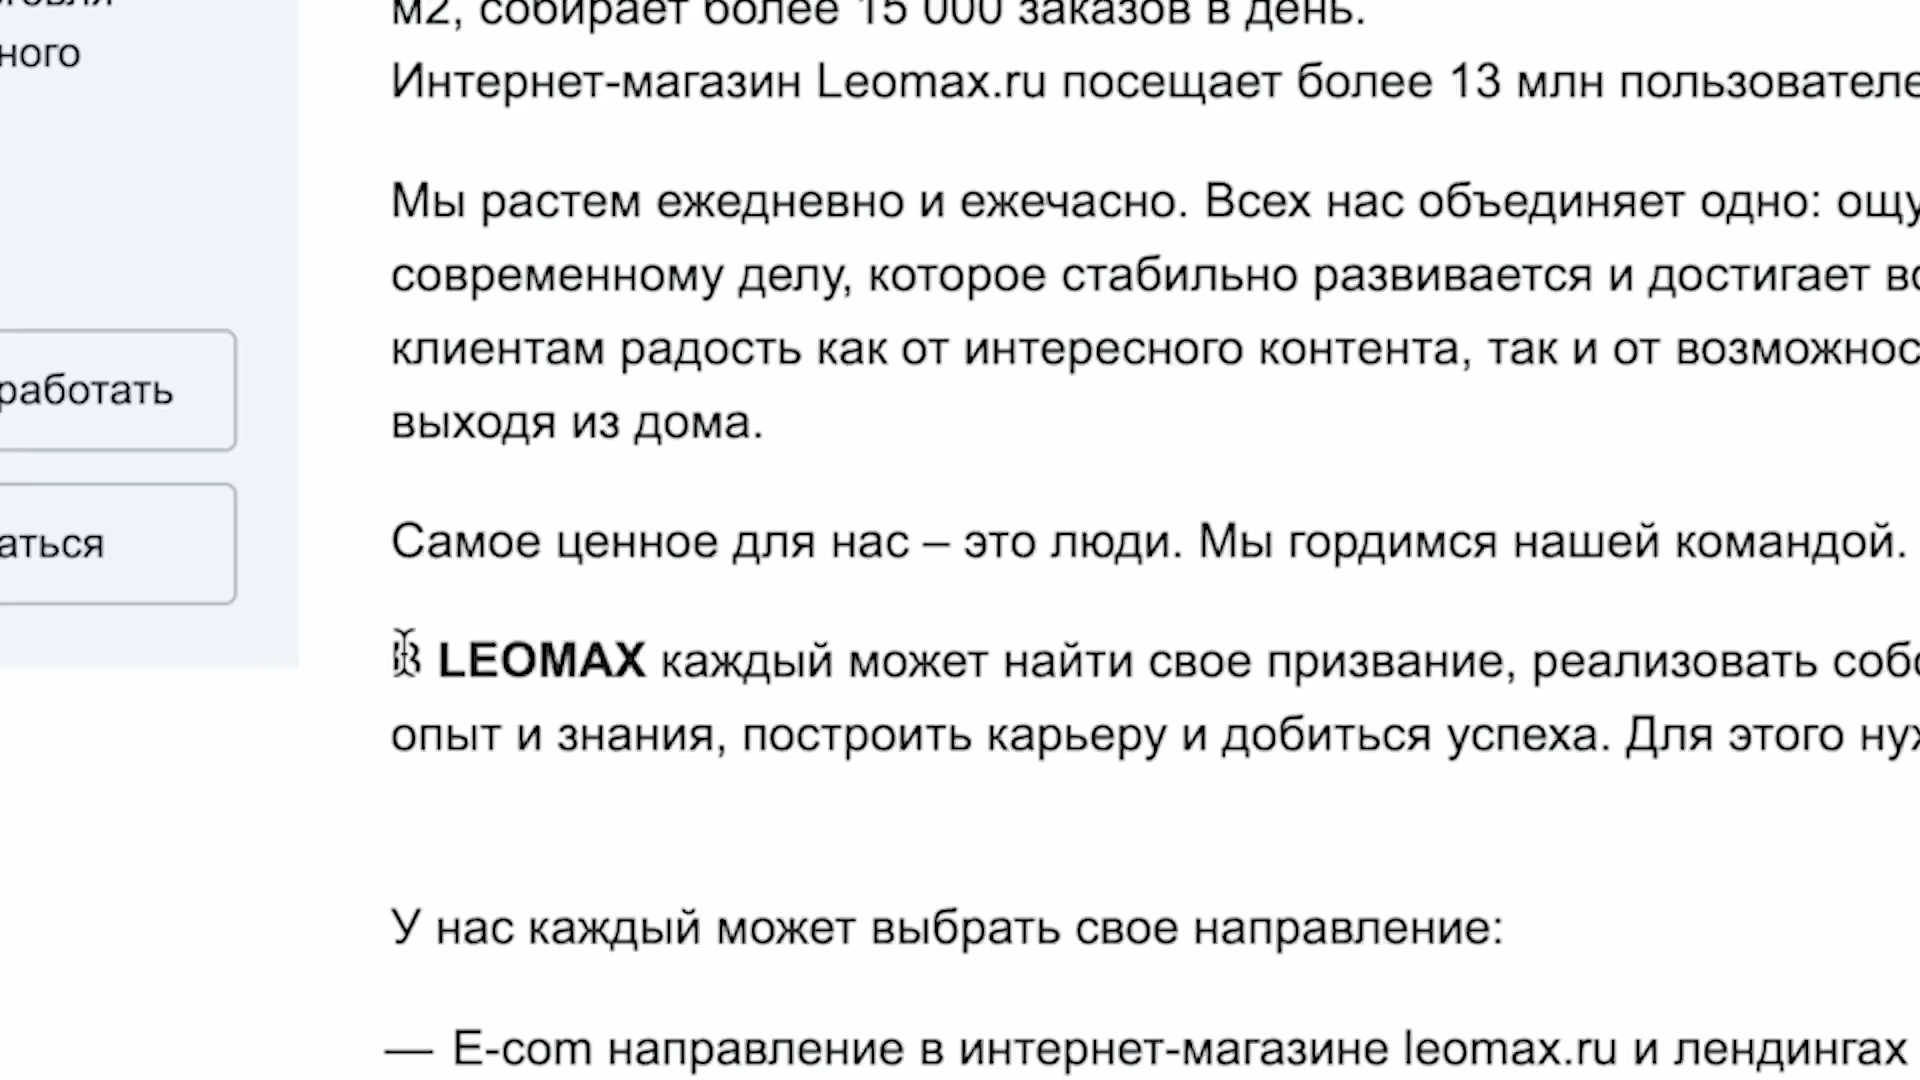 ного
работать
аться
м2, собирает более 15 000 заказов в день.
Интернет-магазин Leomax.ru посещает более 13 млн пользователе
Мы растем ежедневно и ежечасно. Всех нас объединяет одно: ощу
современному делу, которое стабильно развивается и достигает во
клиентам радость как от интересного контента, так и от возможнос
выходя из дома.
Самое ценное для нас – это люди. Мы гордимся нашей командой.
В LEOMAX каждый может найти свое призвание, реализовать собс
опыт и знания, построить карьеру и добиться успеха. Для этого нуж
У нас каждый может выбрать свое направление:
— E-com направление в интернет-магазине leomax.ru и лендингах